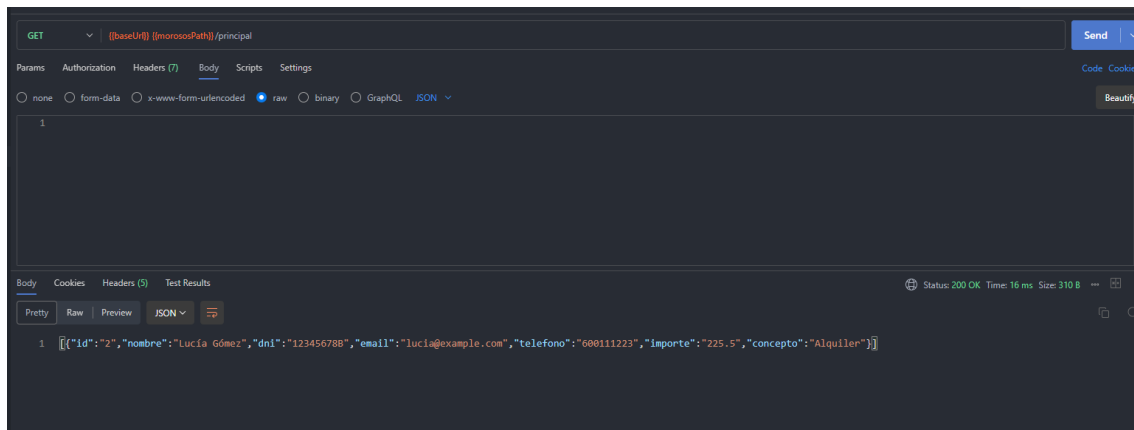 GET {{baseUrl}} {{morososPath}}/principal Send
Params Authorization Headers (7) Body Scripts Settings Code Cookie
none form-data x-www-form-urlencoded raw binary GraphQL JSON Beautify
1
Body Cookies Headers (5) Test Results Status: 200 OK Time: 16 ms Size: 310 B
Pretty Raw Preview JSON
1 [{"id":"2","nombre":"Lucía Gómez","dni":"12345678B","email":"lucia@example.com","telefono":"600111223","importe":"225.5","concepto":"Alquiler"}]